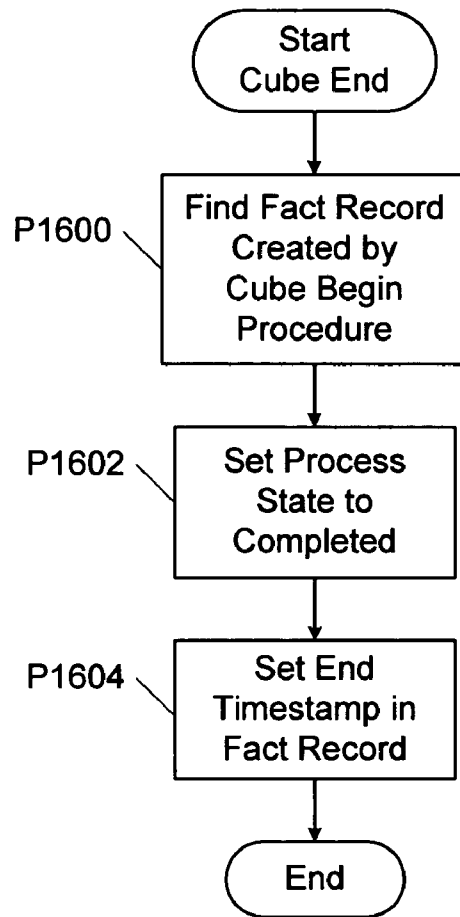 Start
Cube End
P1600
Find Fact Record
Created by
Cube Begin
Procedure
P1602
Set Process
State to
Completed
P1604
Set End
Timestamp in
Fact Record
End